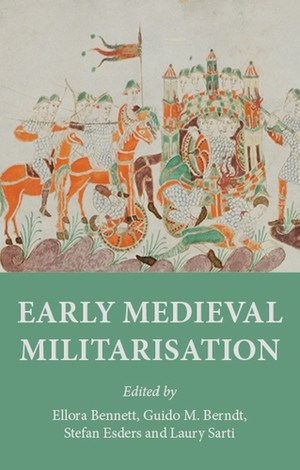 EARLY MEDIEVAL
MILITARISATION
Edited by
Ellora Bennett, Guido M. Berndt,
Stefan Esders and Laury Sarti